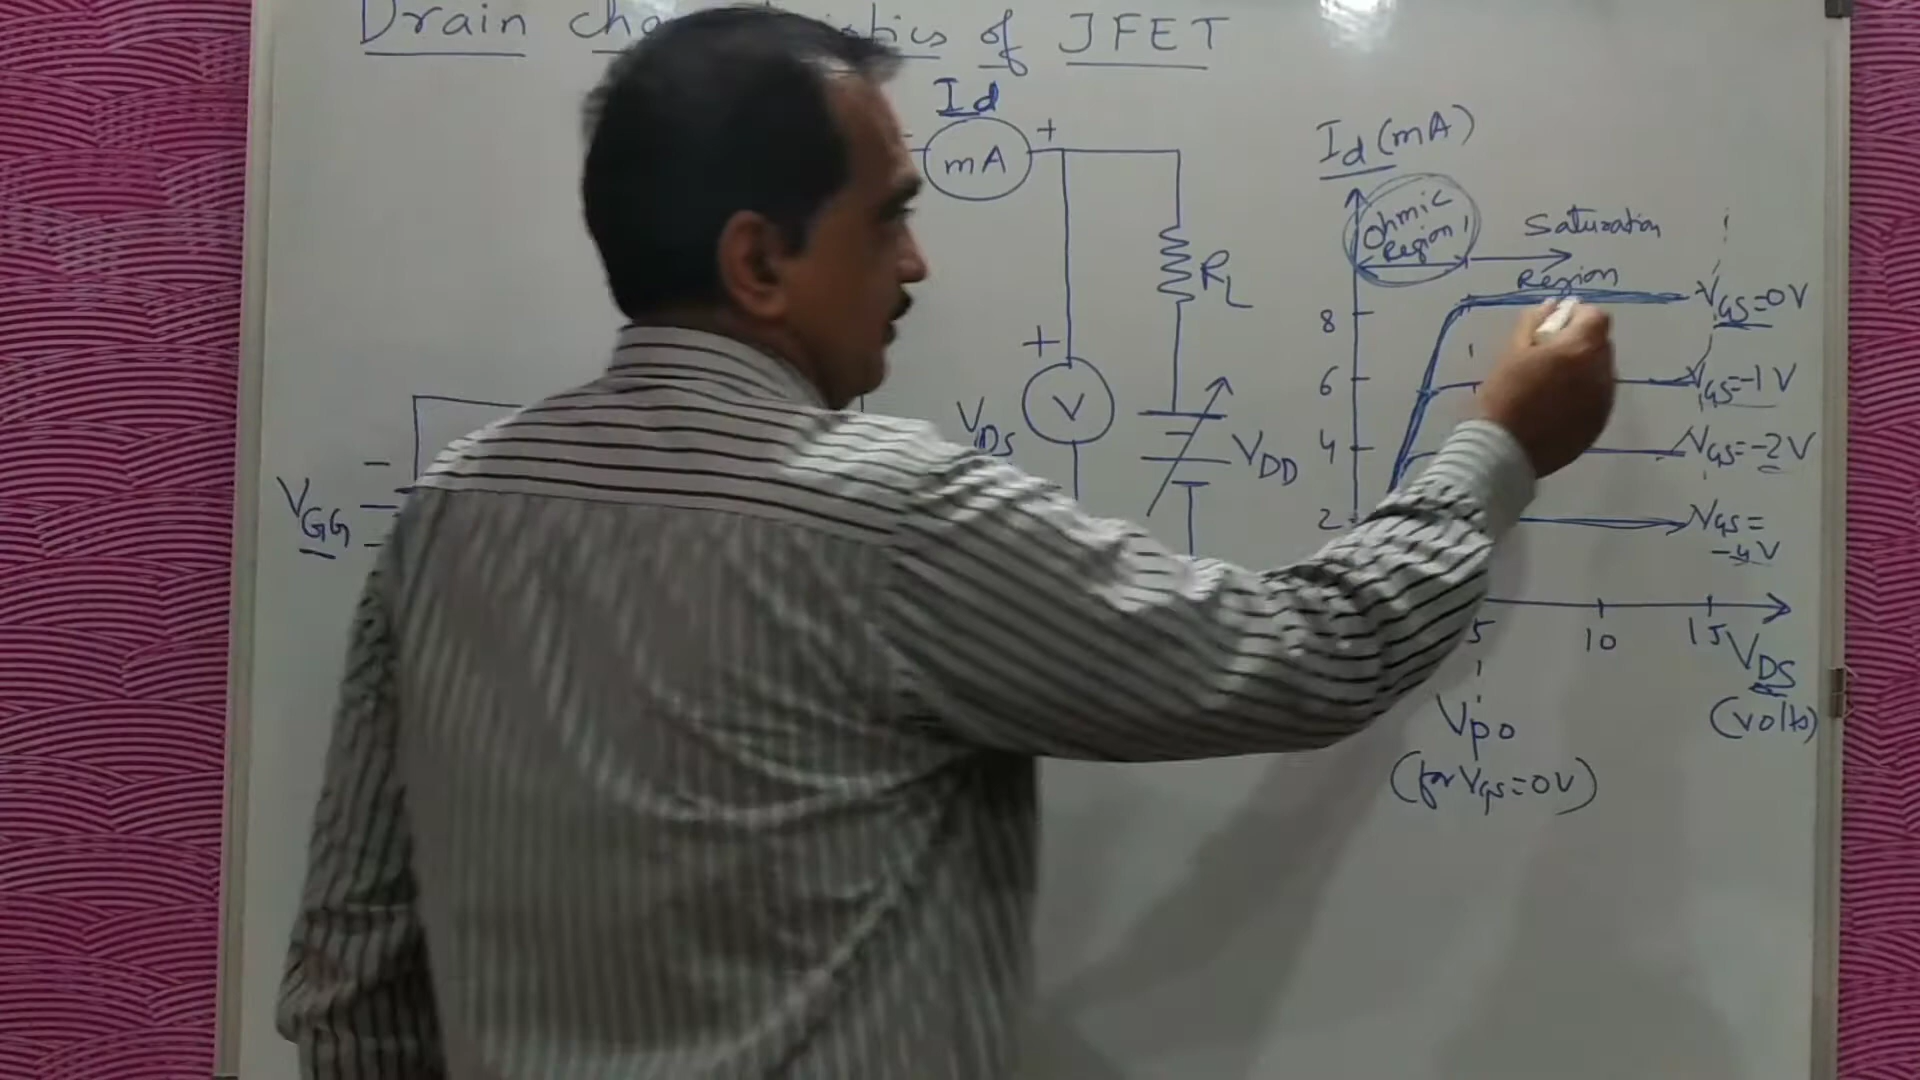 Drain characteristics of JFET
Id
- mA +
RL
+
V
VDS
VDD
VGG
Id (mA)
Ohmic
Region
Saturation
Region
8
6
4
2
VGS=0V
VGS=-1V
VGS=-2V
VGS=
-4V
5
10
15
VDS
(volts)
Vpo
(for VGS=0V)